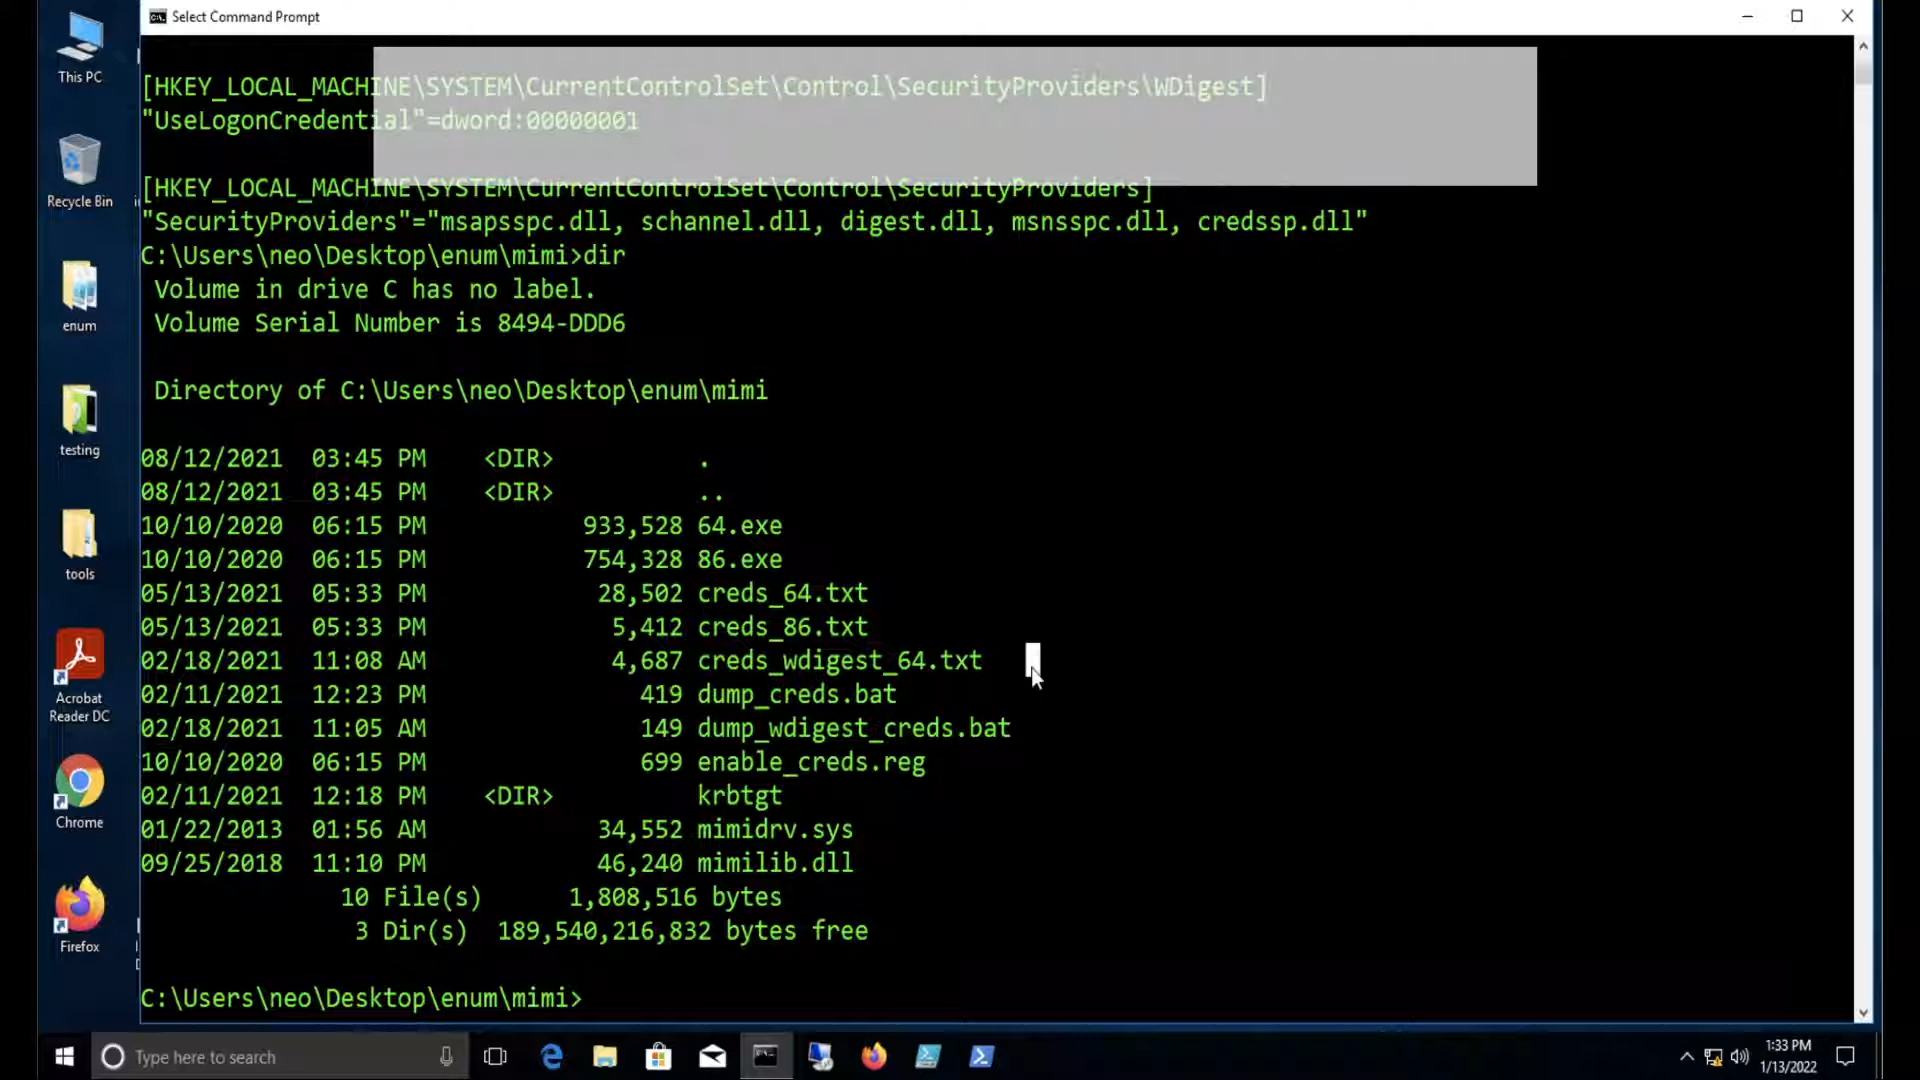 Select Command Prompt
This PC
Recycle Bin
enum
testing
tools
Acrobat
Reader DC
Chrome
Firefox
[HKEY_LOCAL_MACHINE\SYSTEM\CurrentControlSet\Control\SecurityProviders\WDigest]
"UseLogonCredential"=dword:00000001
[HKEY_LOCAL_MACHINE\SYSTEM\CurrentControlSet\Control\SecurityProviders]
"SecurityProviders"="msapsspc.dll, schannel.dll, digest.dll, msnsspc.dll, credssp.dll"
C:\Users\neo\Desktop\enum\mimi>dir
Volume in drive C has no label.
Volume Serial Number is 8494-DDD6
Directory of C:\Users\neo\Desktop\enum\mimi
08/12/2021 03:45 PM <DIR> .
08/12/2021 03:45 PM <DIR> ..
10/10/2020 06:15 PM 933,528 64.exe
10/10/2020 06:15 PM 754,328 86.exe
05/13/2021 05:33 PM 28,502 creds_64.txt
05/13/2021 05:33 PM 5,412 creds_86.txt
02/18/2021 11:08 AM 4,687 creds_wdigest_64.txt
02/11/2021 12:23 PM 419 dump_creds.bat
02/18/2021 11:05 AM 149 dump_wdigest_creds.bat
10/10/2020 06:15 PM 699 enable_creds.reg
02/11/2021 12:18 PM <DIR> krbtgt
01/22/2013 01:56 AM 34,552 mimidrv.sys
09/25/2018 11:10 PM 46,240 mimilib.dll
10 File(s) 1,808,516 bytes
3 Dir(s) 189,540,216,832 bytes free
C:\Users\neo\Desktop\enum\mimi>
Type here to search
1:33 PM
1/13/2022